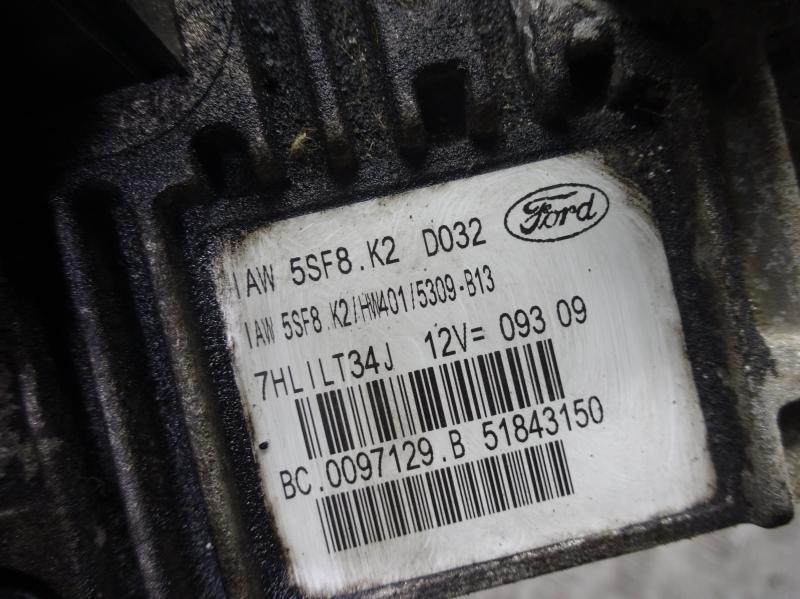 Ford
IAW 5SF8.K2 D032
IAW 5SF8.K2/HW401/5309-B13
7HLILT34J 12V= 093 09
BC.0097129.B 51843150